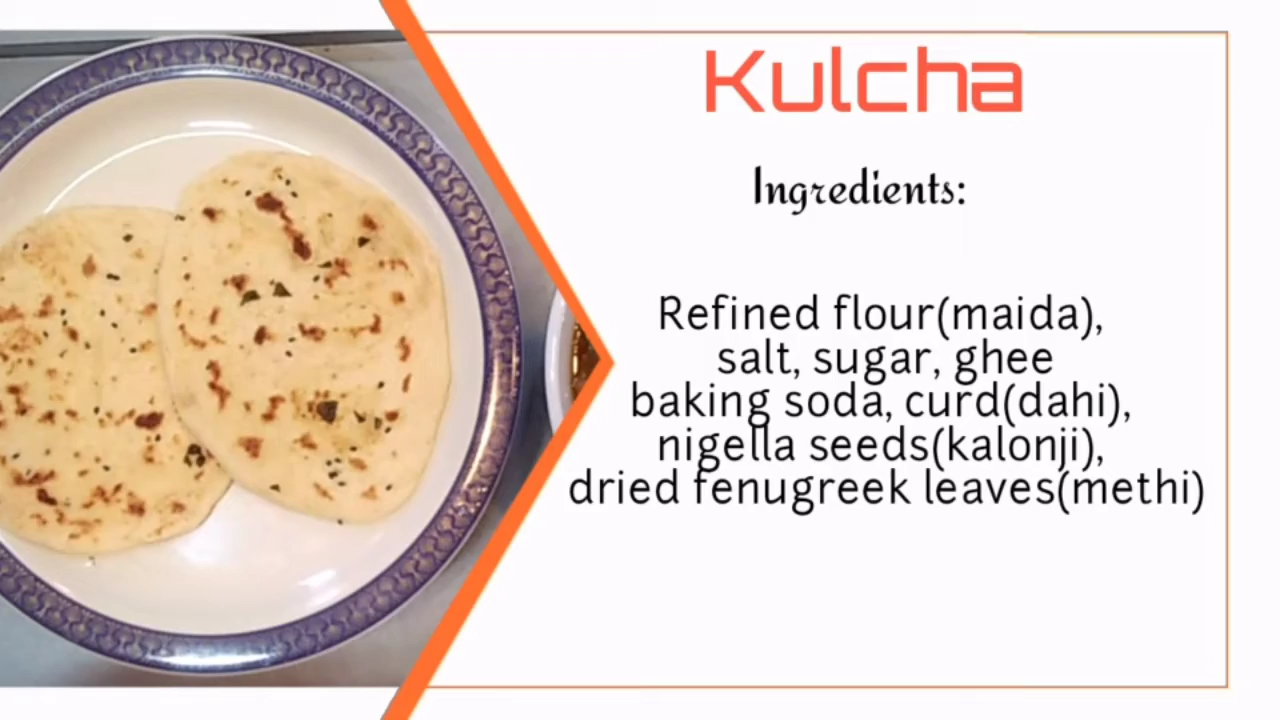 Kulcha
Ingredients:
Refined flour(maida),
salt, sugar, ghee
baking soda, curd(dahi),
nigella seeds(kalonji),
dried fenugreek leaves(methi)